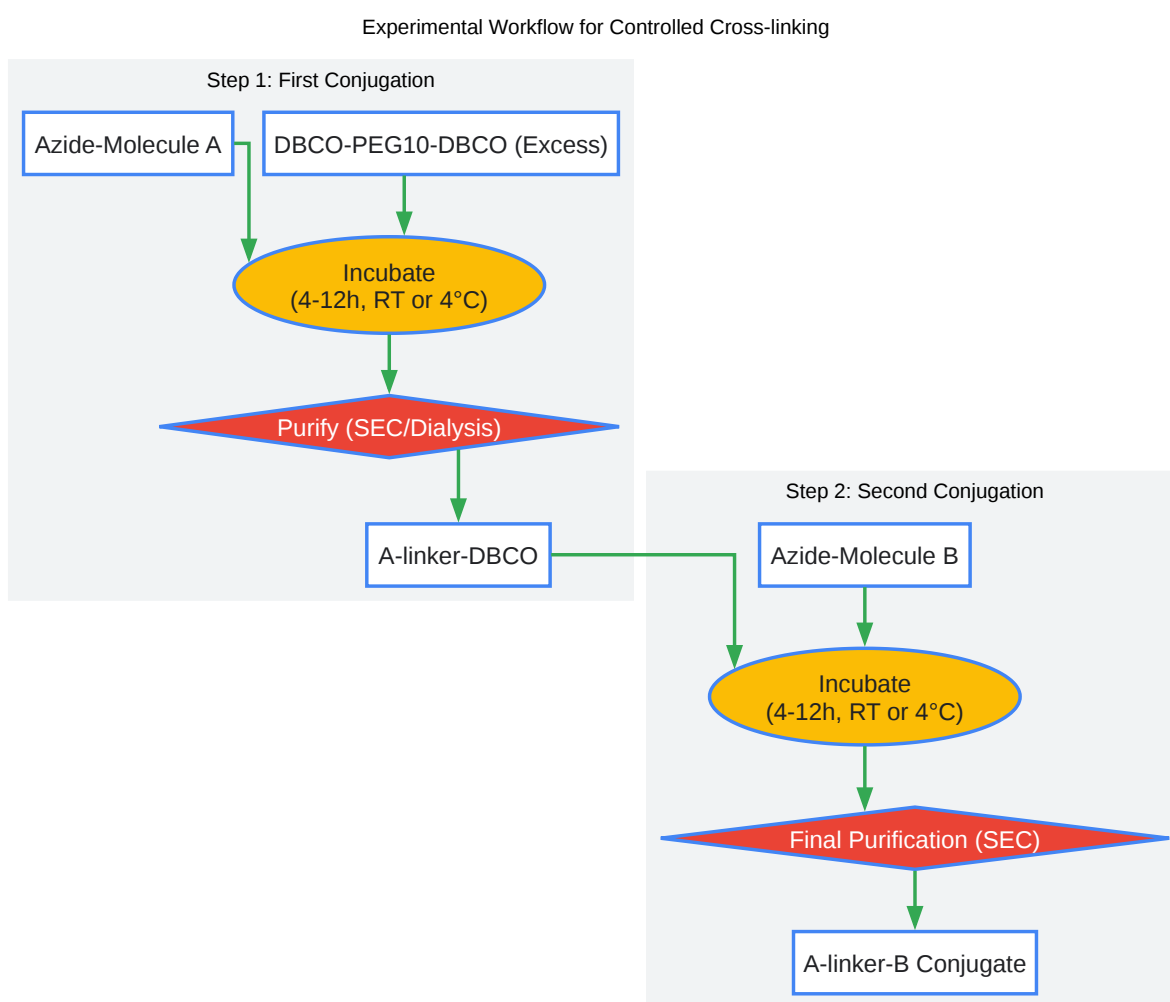 Experimental Workflow for Controlled Cross-linking
Step 1: First Conjugation
Azide-Molecule A
DBCO-PEG10-DBCO (Excess)
Incubate
(4-12h, RT or 4°C)
Purify (SEC/Dialysis)
A-linker-DBCO
Step 2: Second Conjugation
Azide-Molecule B
Incubate
(4-12h, RT or 4°C)
Final Purification (SEC)
A-linker-B Conjugate